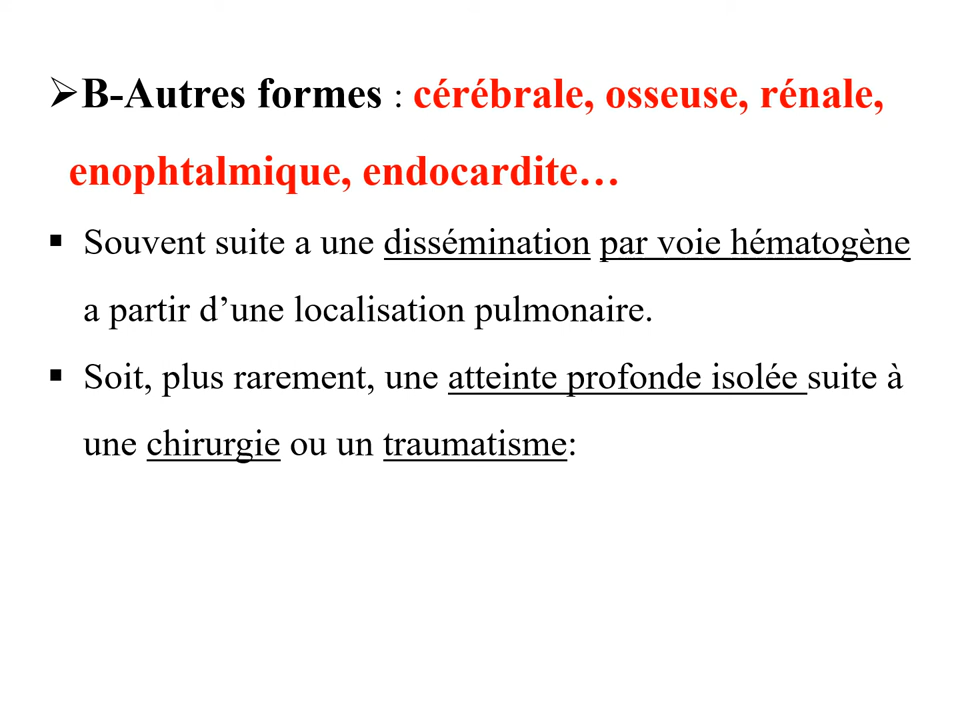 ➢B-Autres formes : cérébrale, osseuse, rénale,
enophtalmique, endocardite…
▪ Souvent suite a une dissémination par voie hématogène
a partir d’une localisation pulmonaire.
▪ Soit, plus rarement, une atteinte profonde isolée suite à
une chirurgie ou un traumatisme: